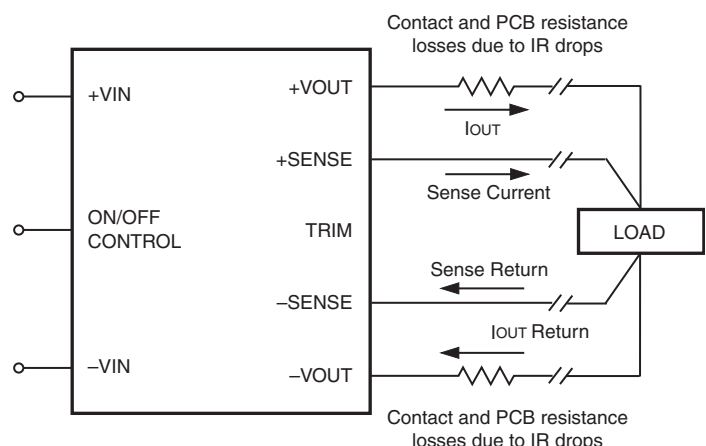 Contact and PCB resistance
losses due to IR drops
+VOUT
+VIN
IOUT
+SENSE
Sense Current
ON/OFF
CONTROL
TRIM
LOAD
Sense Return
–SENSE
IOUT Return
–VIN
–VOUT
Contact and PCB resistance
losses due to IR drops